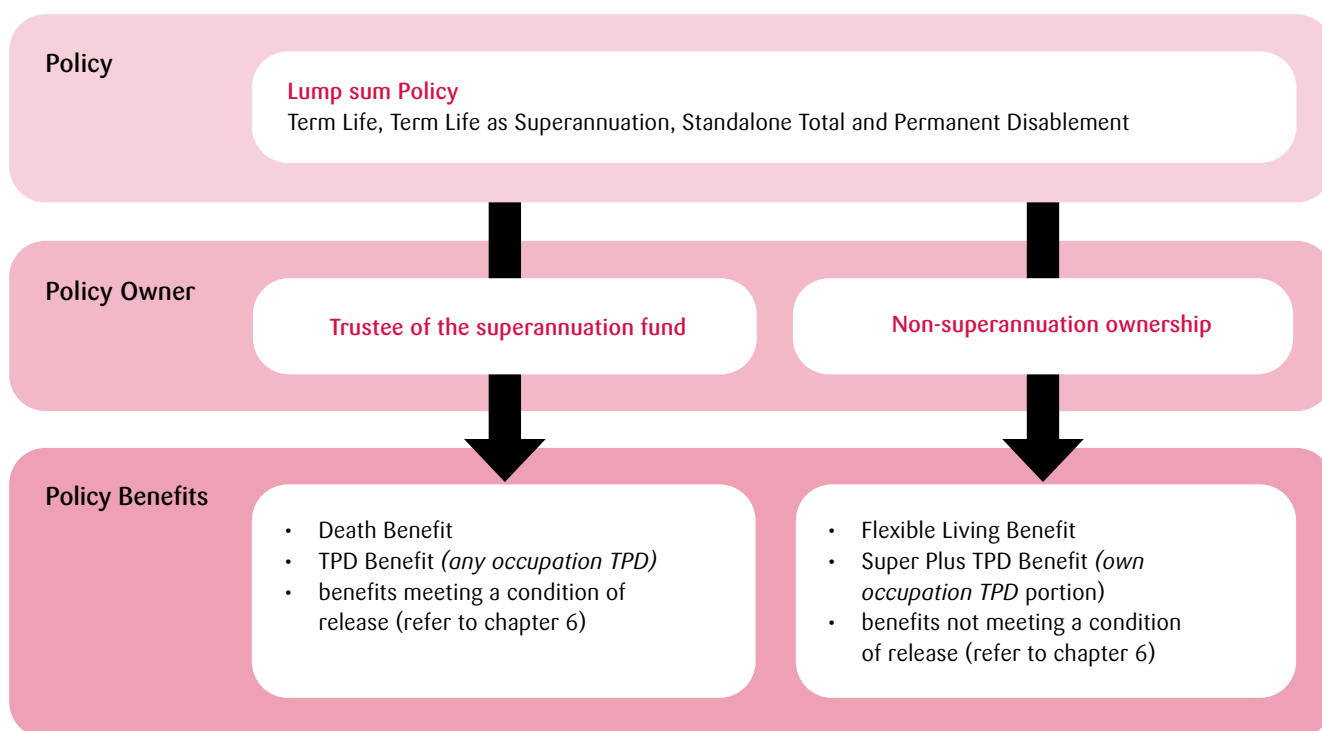 Policy
Lump sum Policy
Term Life, Term Life as Superannuation, Standalone Total and Permanent Disablement
Policy Owner
Trustee of the superannuation fund
Non-superannuation ownership
Policy Benefits
• Death Benefit
• TPD Benefit (any occupation TPD)
• benefits meeting a condition of
release (refer to chapter 6)
• Flexible Living Benefit
• Super Plus TPD Benefit (own
occupation TPD portion)
• benefits not meeting a condition
of release (refer to chapter 6)